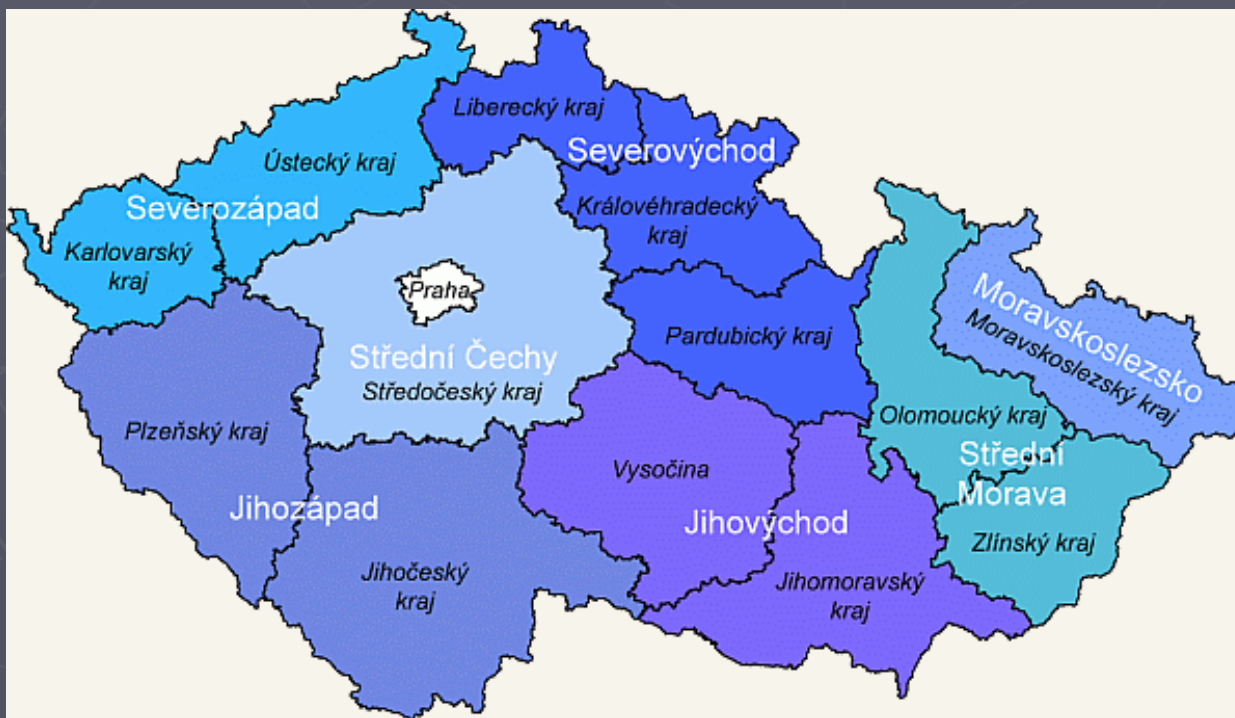 Liberecký kraj
Severovýchod
Ústecký kraj
Severozápad
Královéhradecký
kraj
Karlovarský
kraj
Praha
Moravskoslezsko
Moravskoslezský kraj
Pardubický kraj
Střední Čechy
Středočeský kraj
Olomoucký kraj
Plzeňský kraj
Vysočina
Střední
Morava
Jihozápad
Jihovýchod
Zlínský kraj
Jihočeský
kraj
Jihomoravský
kraj